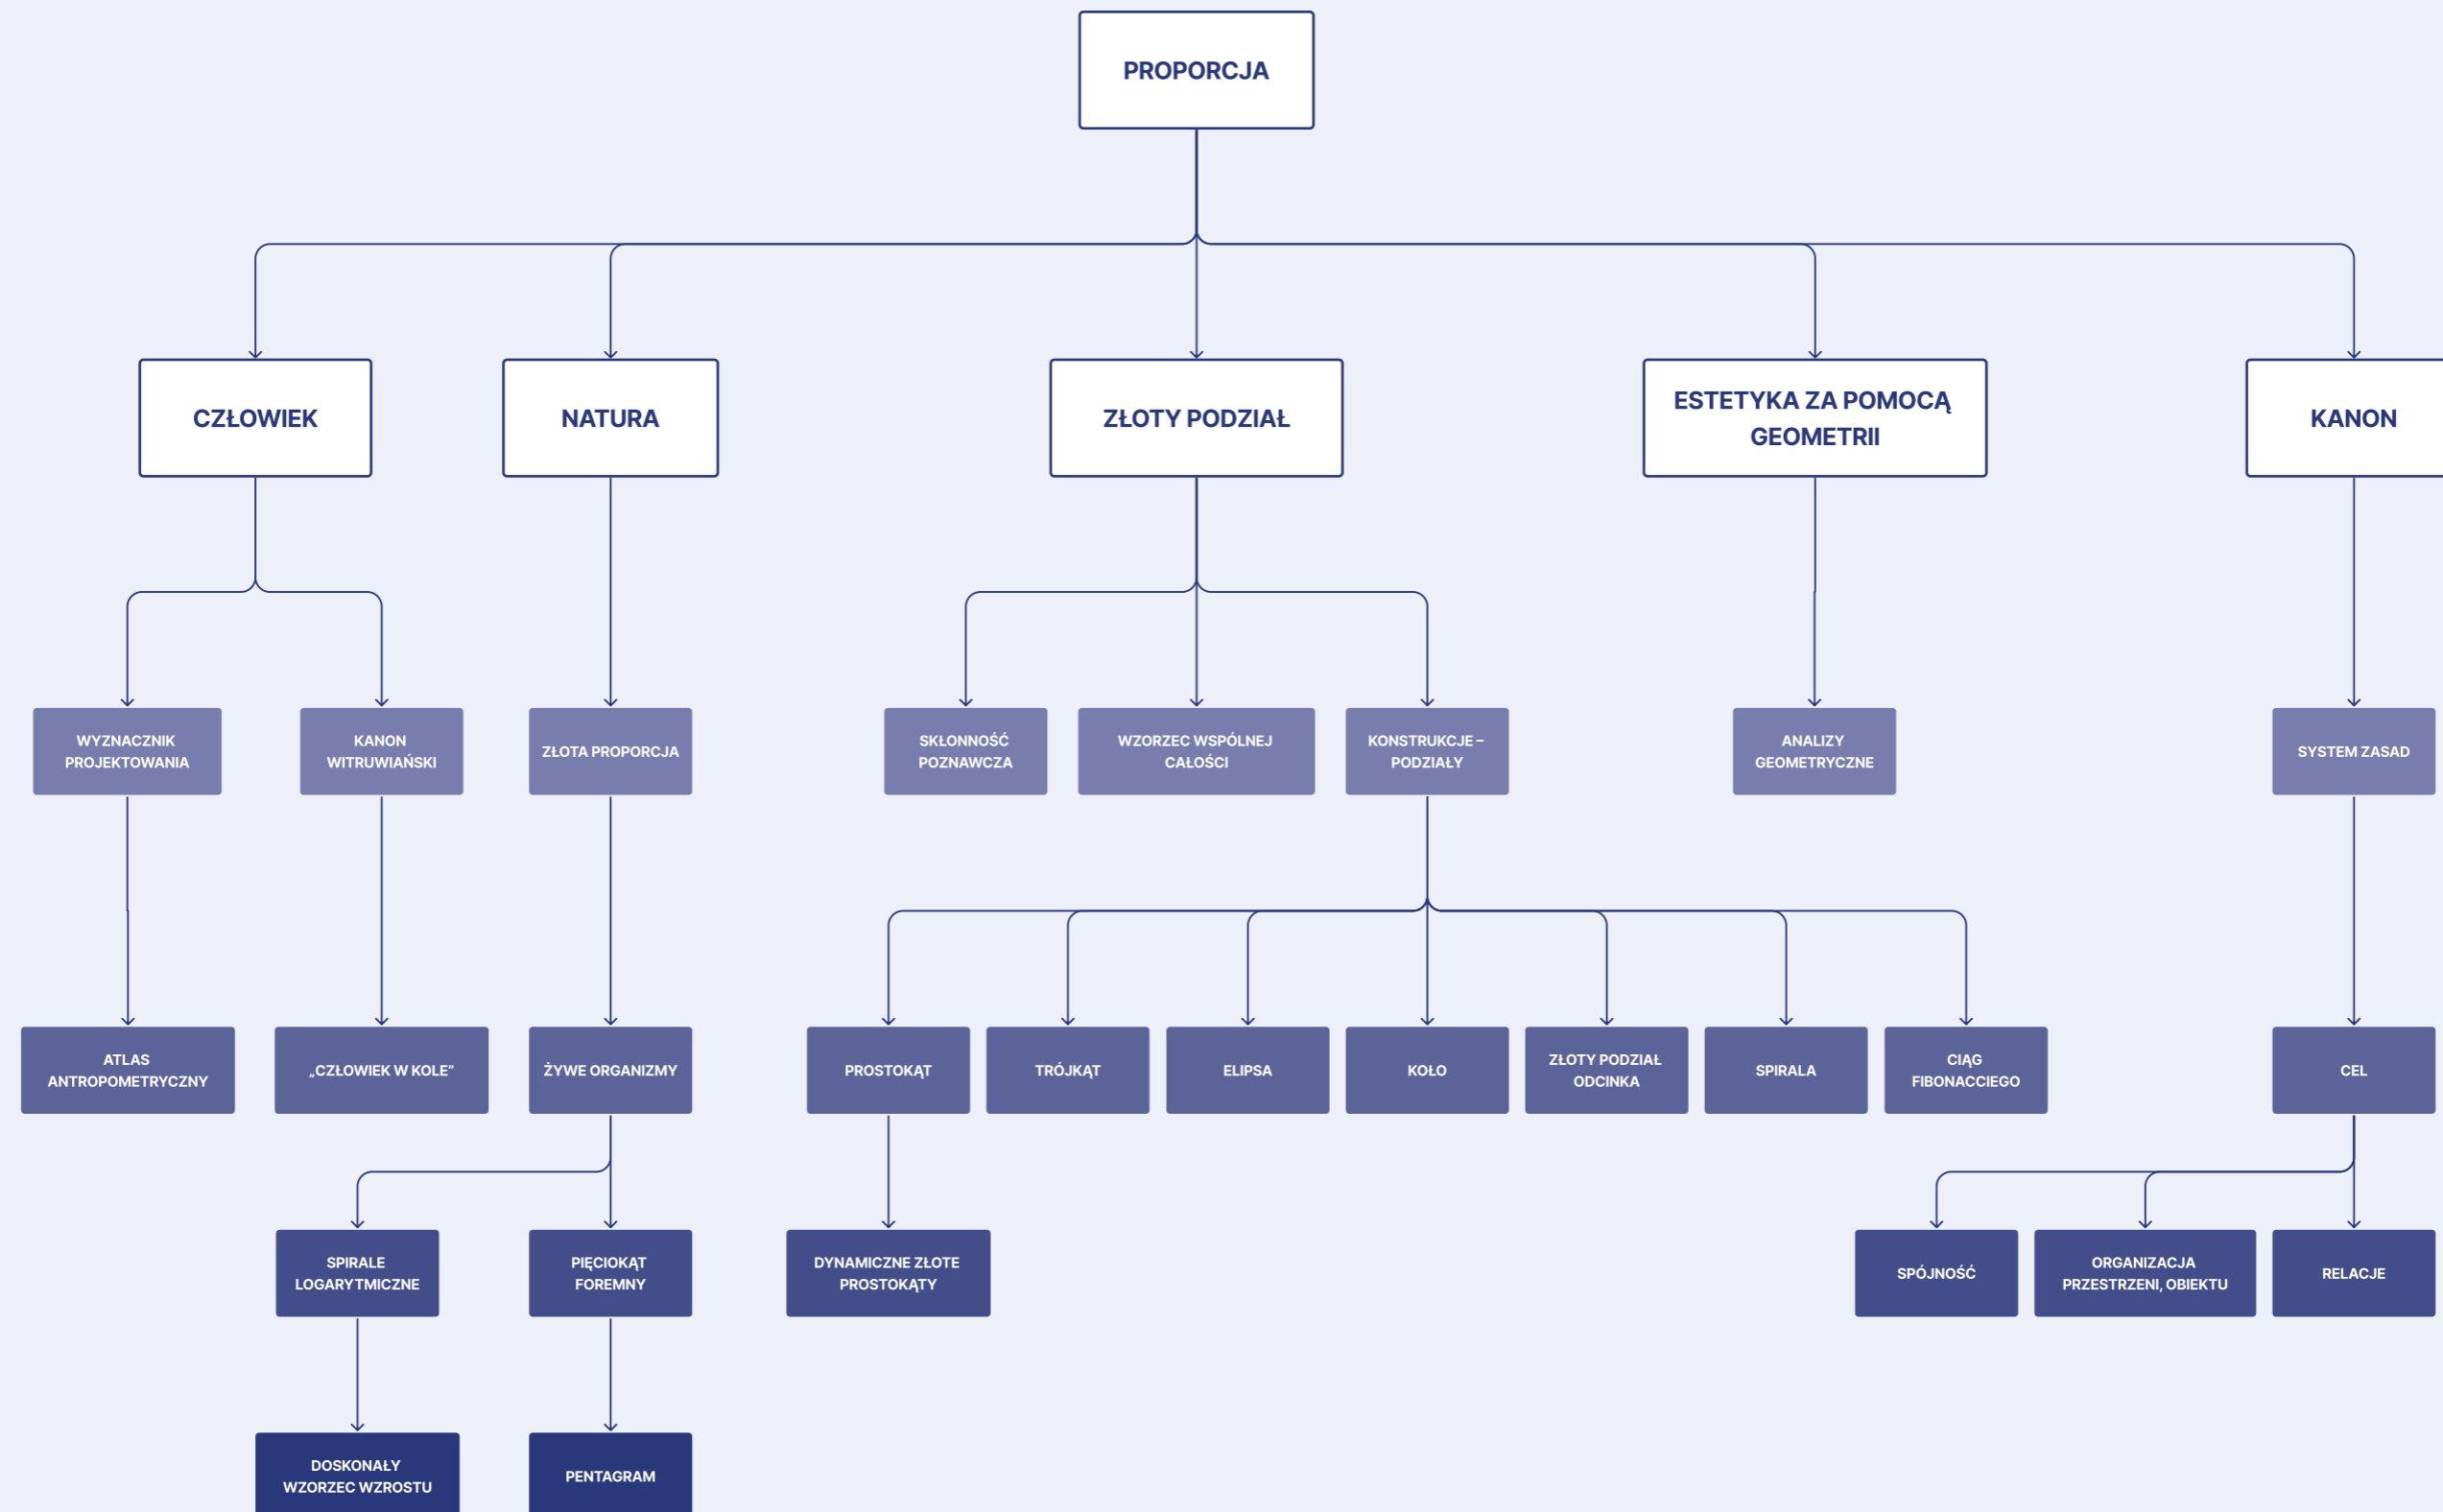 PROPORCJA
CZŁOWIEK
NATURA
ZŁOTY PODZIAŁ
ESTETYKA ZA POMOCĄ
GEOMETRII
KANON
WYZNACZNIK
PROJEKTOWANIA
KANON
WITRUWIAŃSKI
ZŁOTA PROPORCJA
SKŁONNOŚĆ
POZNAWCZA
WZORZEC WSPÓLNEJ
CAŁOŚCI
KONSTRUKCJE –
PODZIAŁY
ANALIZY
GEOMETRYCZNE
SYSTEM ZASAD
ATLAS
ANTROPOMETRYCZNY
„CZŁOWIEK W KOLE”
ŻYWE ORGANIZMY
PROSTOKĄT
TRÓJKĄT
ELIPSA
KOŁO
ZŁOTY PODZIAŁ
ODCINKA
SPIRALA
CIĄG
FIBONACCIEGO
CEL
SPIRALE
LOGARYTMICZNE
PIĘCIOKĄT
FOREMNY
DYNAMICZNE ZŁOTE
PROSTOKĄTY
SPÓJNOŚĆ
ORGANIZACJA
PRZESTRZENI, OBIEKTU
RELACJE
DOSKONAŁY
WZORZEC WZROSTU
PENTAGRAM